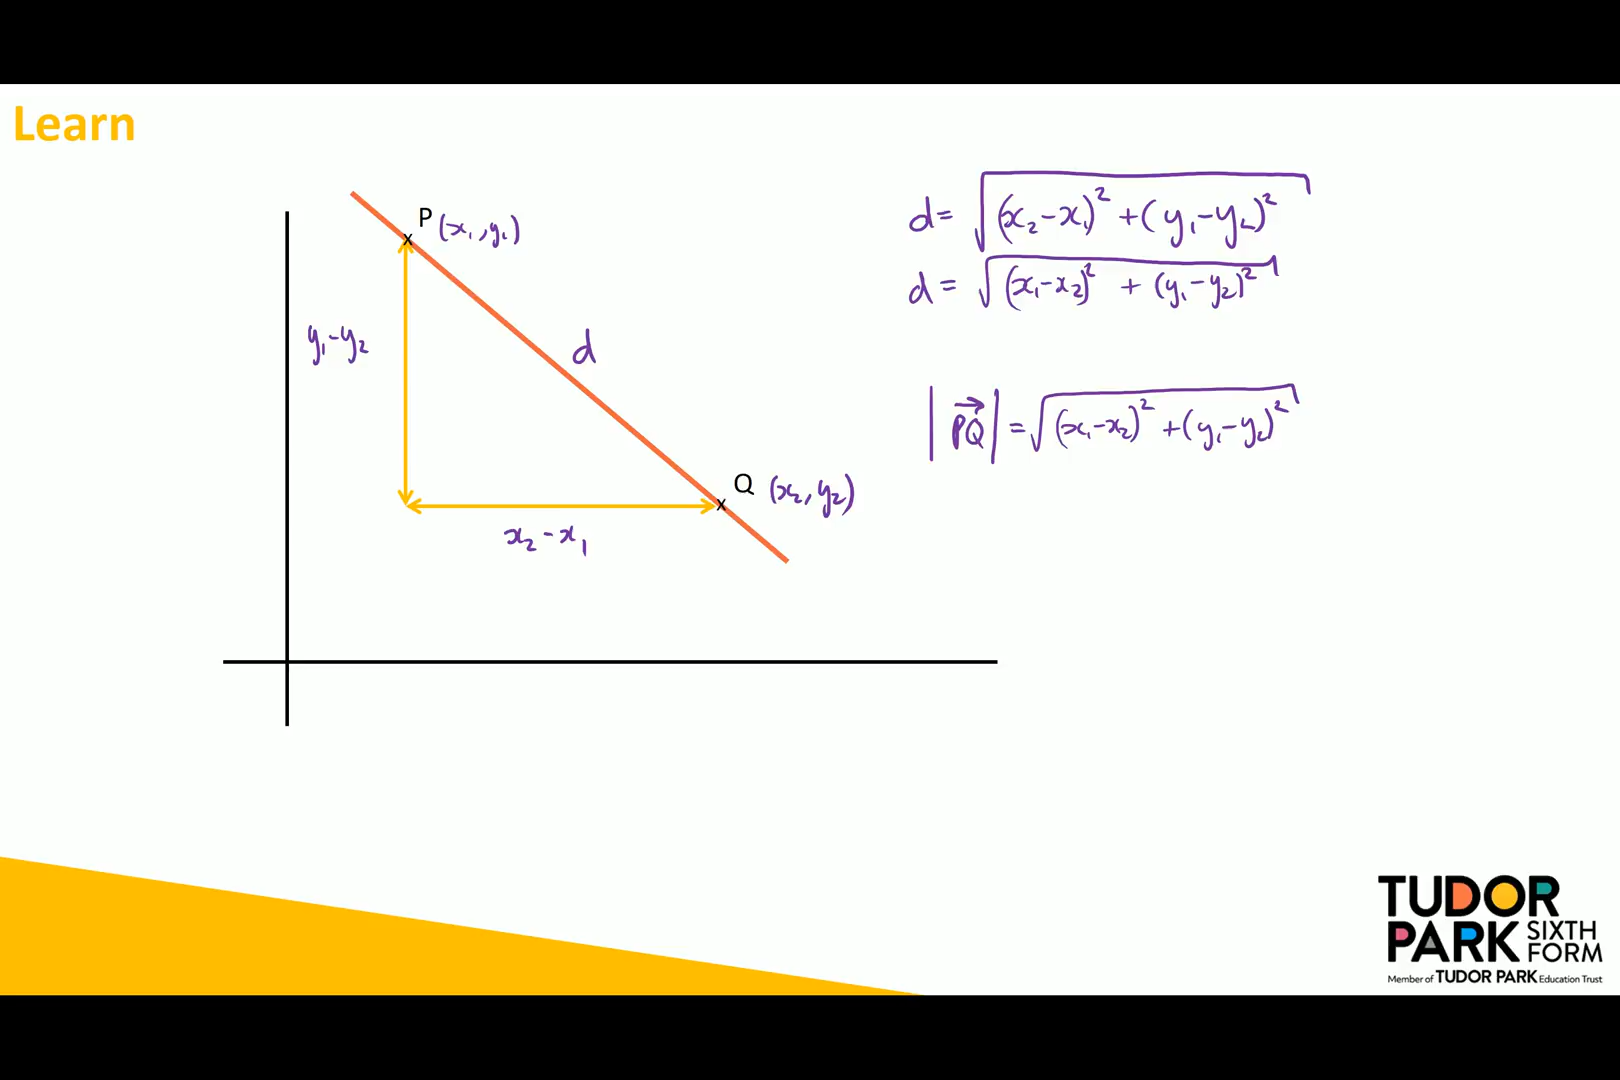 Learn
P (x₁, y₁)
y₁-y₂
d
Q (x₂, y₂)
x₂ - x₁
d = √(x₂-x₁)² + (y₁-y₂)²
d = √(x₁-x₂)² + (y₁-y₂)²
|PQ⃗| = √(x₁-x₂)² + (y₁-y₂)²
TUDOR
PARK SIXTH FORM
Member of TUDOR PARK Education Trust